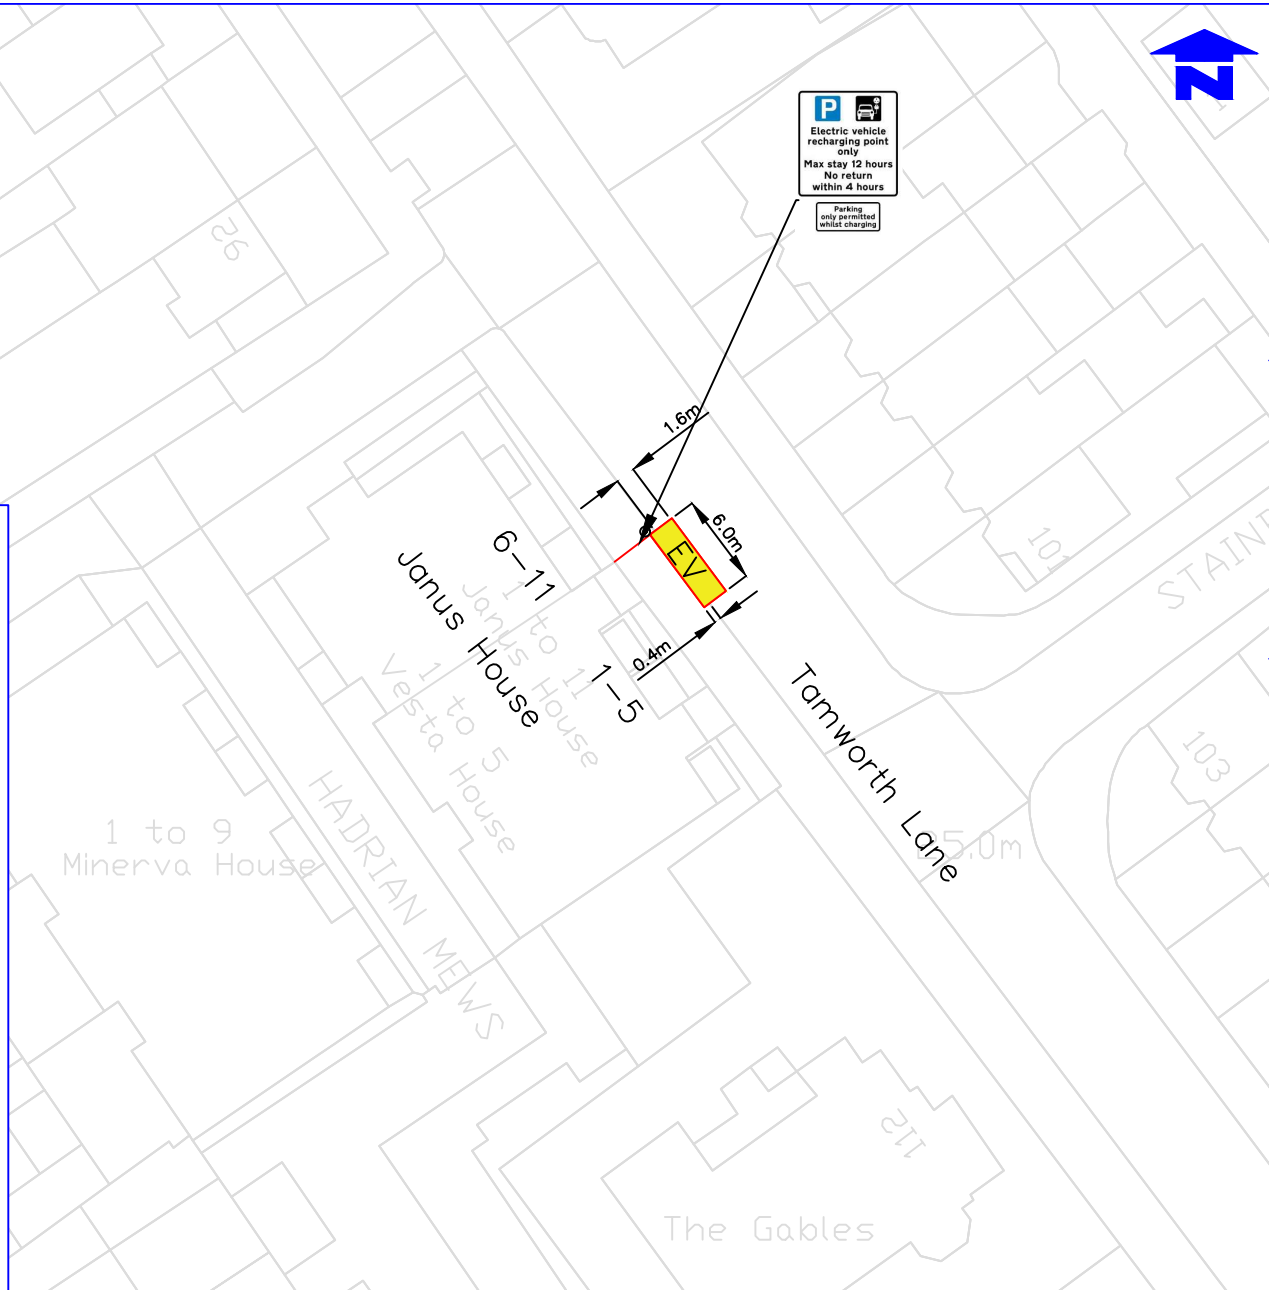 N
P
Electric vehicle
recharging point
only
Max stay 12 hours
No return
within 4 hours
Parking
only permitted
whilst charging
92
1.6m
6.0m
EV
0.4m
6-11
Janus House
1-5
1 to 11
Janus House
1 to 5
Vesta House
101
STAIN
Tamworth Lane
103
25.0m
HADRIAN MEWS
1 to 9
Minerva House
112
The Gables